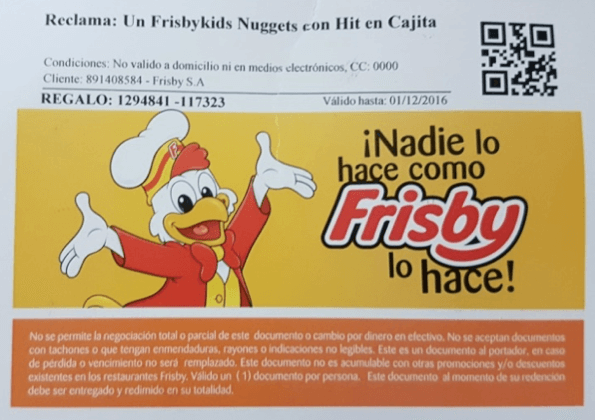 Reclama: Un Frisbykids Nuggets con Hit en Cajita
Condiciones: No valido a domicilio ni en medios electrónicos, CC: 0000
Cliente: 891408584 - Frisby S.A
REGALO: 1294841 -117323 Válido hasta: 01/12/2016
¡Nadie lo
hace como
Frisby
lo hace!
No se permite la negociación total o parcial de este documento o cambio por dinero en efectivo. No se aceptan documentos
con tachones o que tengan enmendaduras, rayones o indicaciones no legibles. Este es un documento al portador, en caso
de pérdida o vencimiento no será remplazado. Este documento no es acumulable con otras promociones y/o descuentos
existentes en los restaurantes Frisby. Válido un (1) documento por persona. Este documento al momento de su redención
debe ser entregado y redimido en su totalidad.